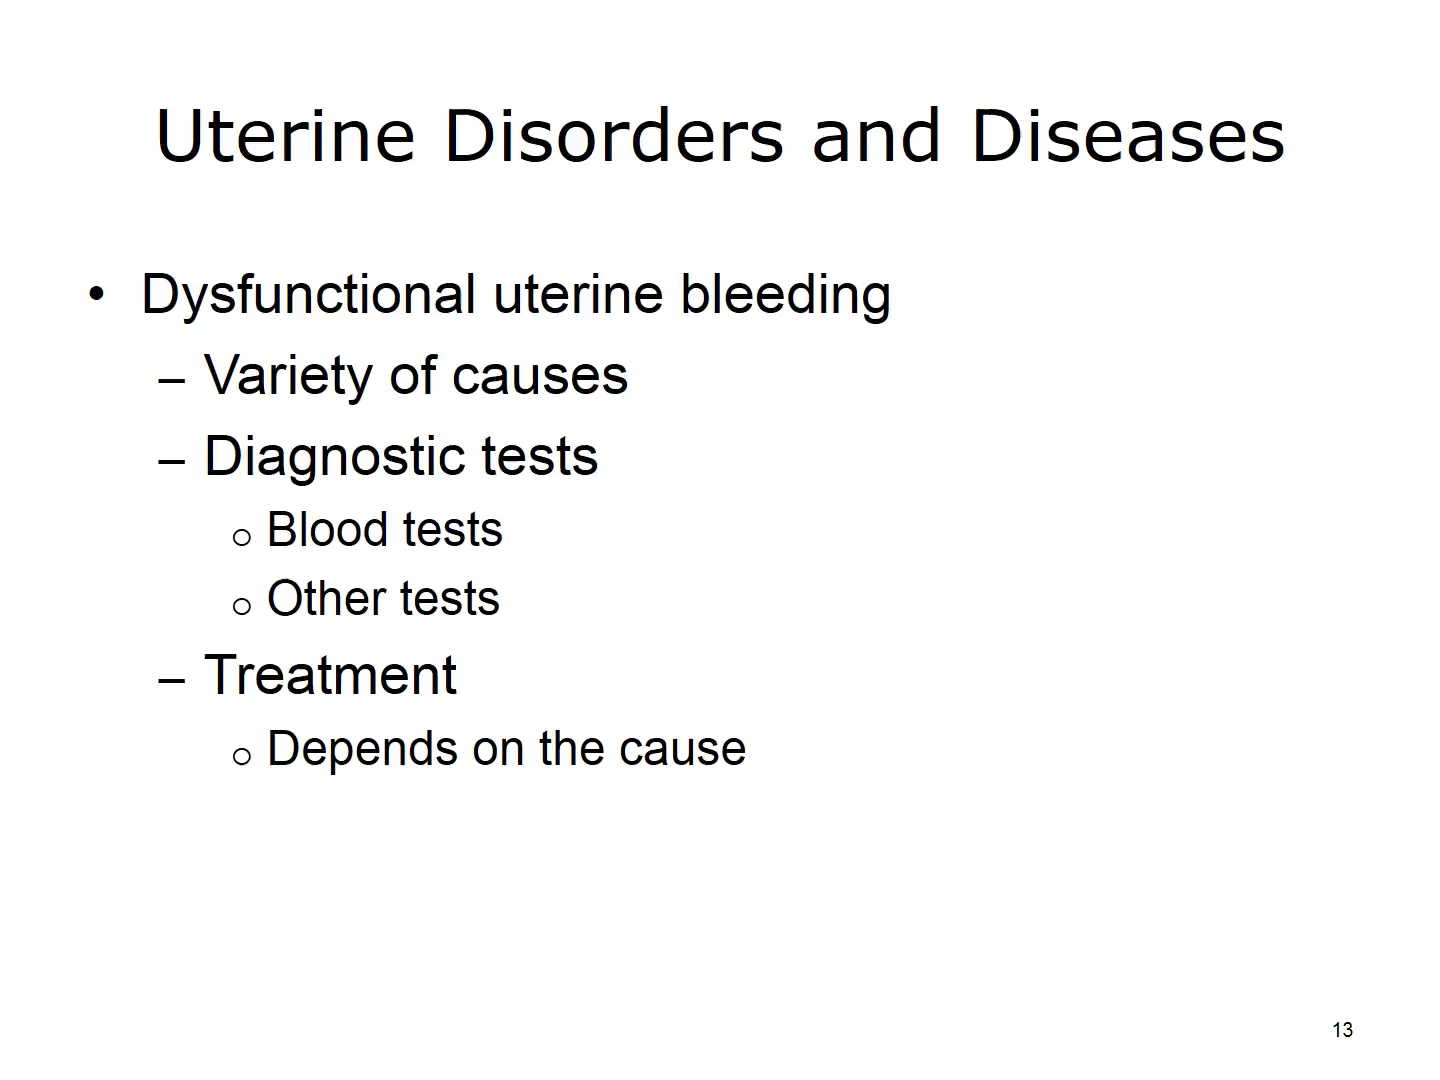 Uterine Disorders and Diseases
• Dysfunctional uterine bleeding
– Variety of causes
– Diagnostic tests
o Blood tests
o Other tests
– Treatment
o Depends on the cause
13